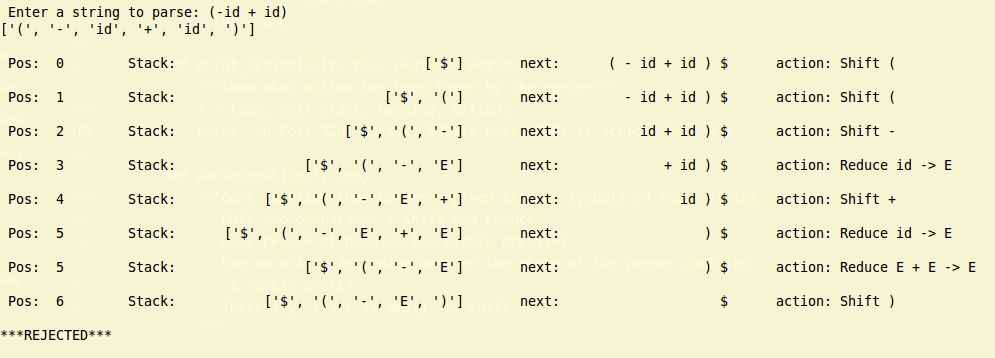 Enter a string to parse: (-id + id)
['(', '-', 'id', '+', 'id', ')']
Pos: 0 Stack: ['$'] next: ( - id + id ) $ action: Shift (
Pos: 1 Stack: ['$', '('] next: - id + id ) $ action: Shift (
Pos: 2 Stack: ['$', '(', '-'] next: id + id ) $ action: Shift -
Pos: 3 Stack: ['$', '(', '-', 'E'] next: + id ) $ action: Reduce id -> E
Pos: 4 Stack: ['$', '(', '-', 'E', '+'] next: id ) $ action: Shift +
Pos: 5 Stack: ['$', '(', '-', 'E', '+', 'E'] next: ) $ action: Reduce id -> E
Pos: 5 Stack: ['$', '(', '-', 'E'] next: ) $ action: Reduce E + E -> E
Pos: 6 Stack: ['$', '(', '-', 'E', ')'] next: $ action: Shift )
***REJECTED***